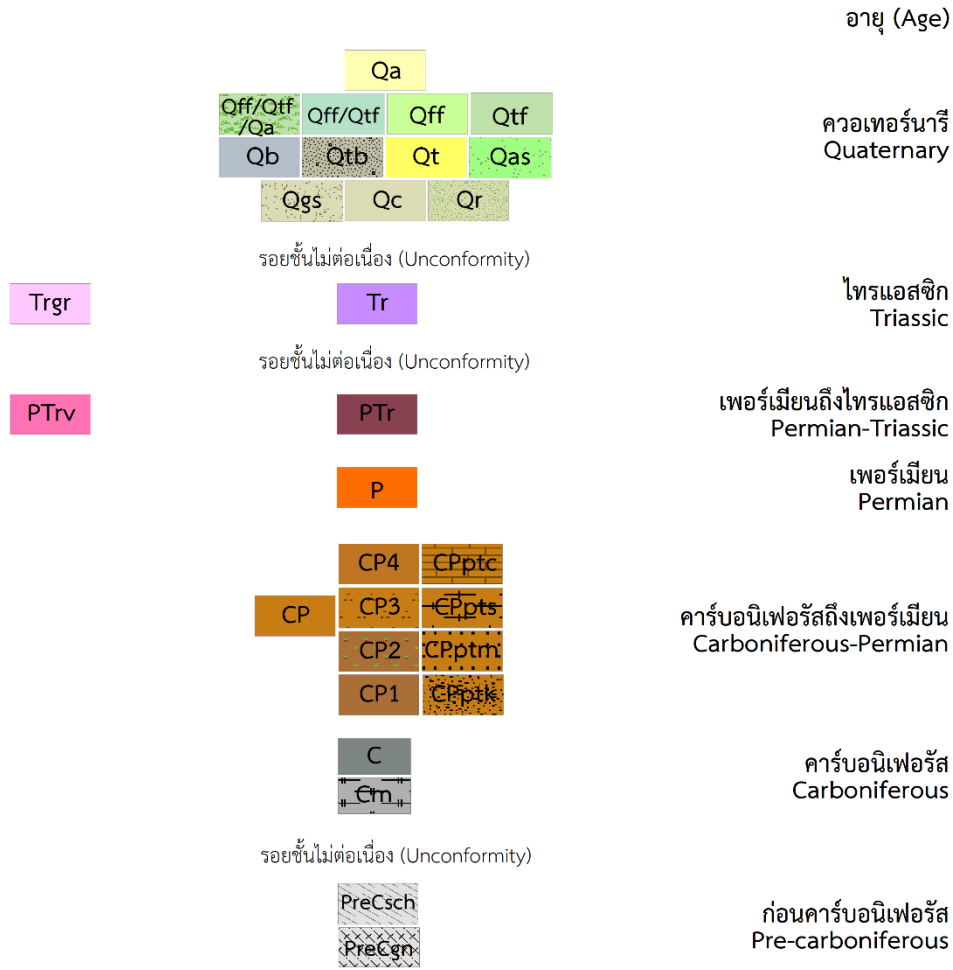 อายุ (Age)
Qa
Qff/Qtf
/Qa
Qff/Qtf
Qff
Qtf
ควอเทอร์นารี
Quaternary
Qb
Qtb
Qt
Qas
Qgs
Qc
Qr
รอยชั้นไม่ต่อเนื่อง (Unconformity)
Trgr
Tr
ไทรแอสซิก
Triassic
รอยชั้นไม่ต่อเนื่อง (Unconformity)
PTrv
PTr
เพอร์เมียนถึงไทรแอสซิก
Permian-Triassic
P
เพอร์เมียน
Permian
CP4
CPptc
CP
CP3
CPpts
คาร์บอนิเฟอรัสถึงเพอร์เมียน
Carboniferous-Permian
CP2
CPptm
CP1
CPptk
C
คาร์บอนิเฟอรัส
Carboniferous
Cm
รอยชั้นไม่ต่อเนื่อง (Unconformity)
PreCsch
ก่อนคาร์บอนิเฟอรัส
Pre-carboniferous
PreCgn